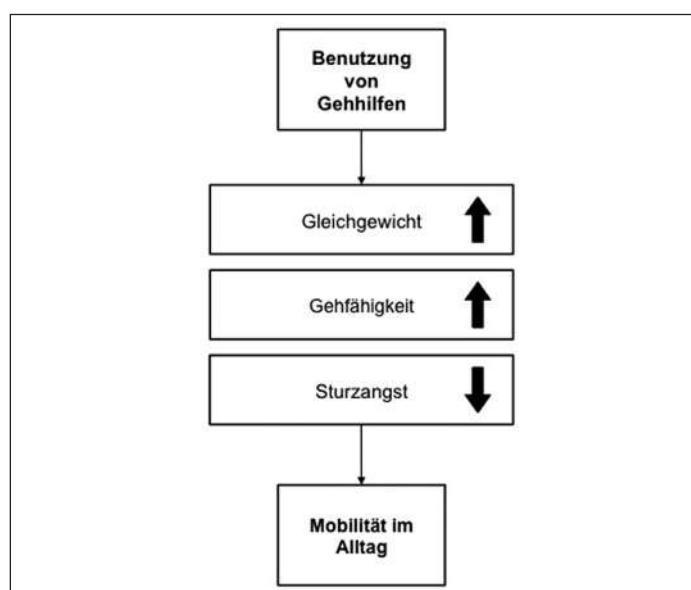 Benutzung
von
Gehhilfen
Gleichgewicht
Gehfähigkeit
Sturzangst
Mobilität im
Alltag